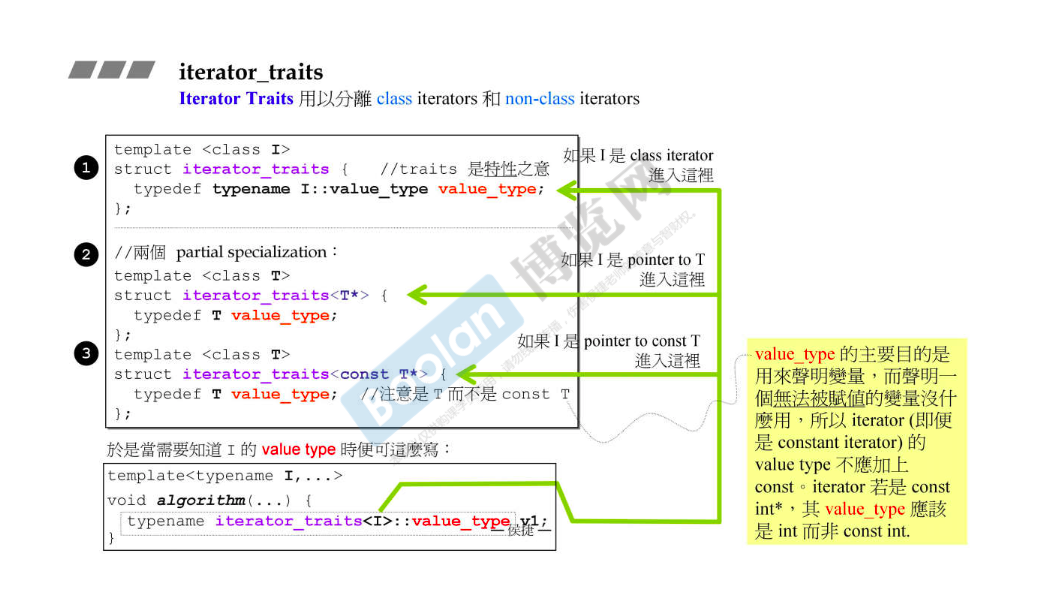 iterator_traits
Iterator Traits 用以分離 class iterators 和 non-class iterators
1
template <class I>
struct iterator_traits { //traits 是特性之意
typedef typename I::value_type value_type;
};
如果 I 是 class iterator
進入這裡
2
//兩個 partial specialization：
template <class T>
struct iterator_traits<T*> {
typedef T value_type;
};
如果 I 是 pointer to T
進入這裡
3
template <class T>
struct iterator_traits<const T*> {
typedef T value_type; //注意是 T 而不是 const T
};
如果 I 是 pointer to const T
進入這裡
於是當需要知道 I 的 value type 時便可這麼寫：
template<typename I,...>
void algorithm(...) {
typename iterator_traits<I>::value_type v1;
}
— 侯捷 —
value_type 的主要目的是
用來聲明變量，而聲明一
個無法被賦值的變量沒什
麼用，所以 iterator (即便
是 constant iterator) 的
value type 不應加上
const。iterator 若是 const
int*，其 value_type 應該
是 int 而非 const int.
boolan
博览网